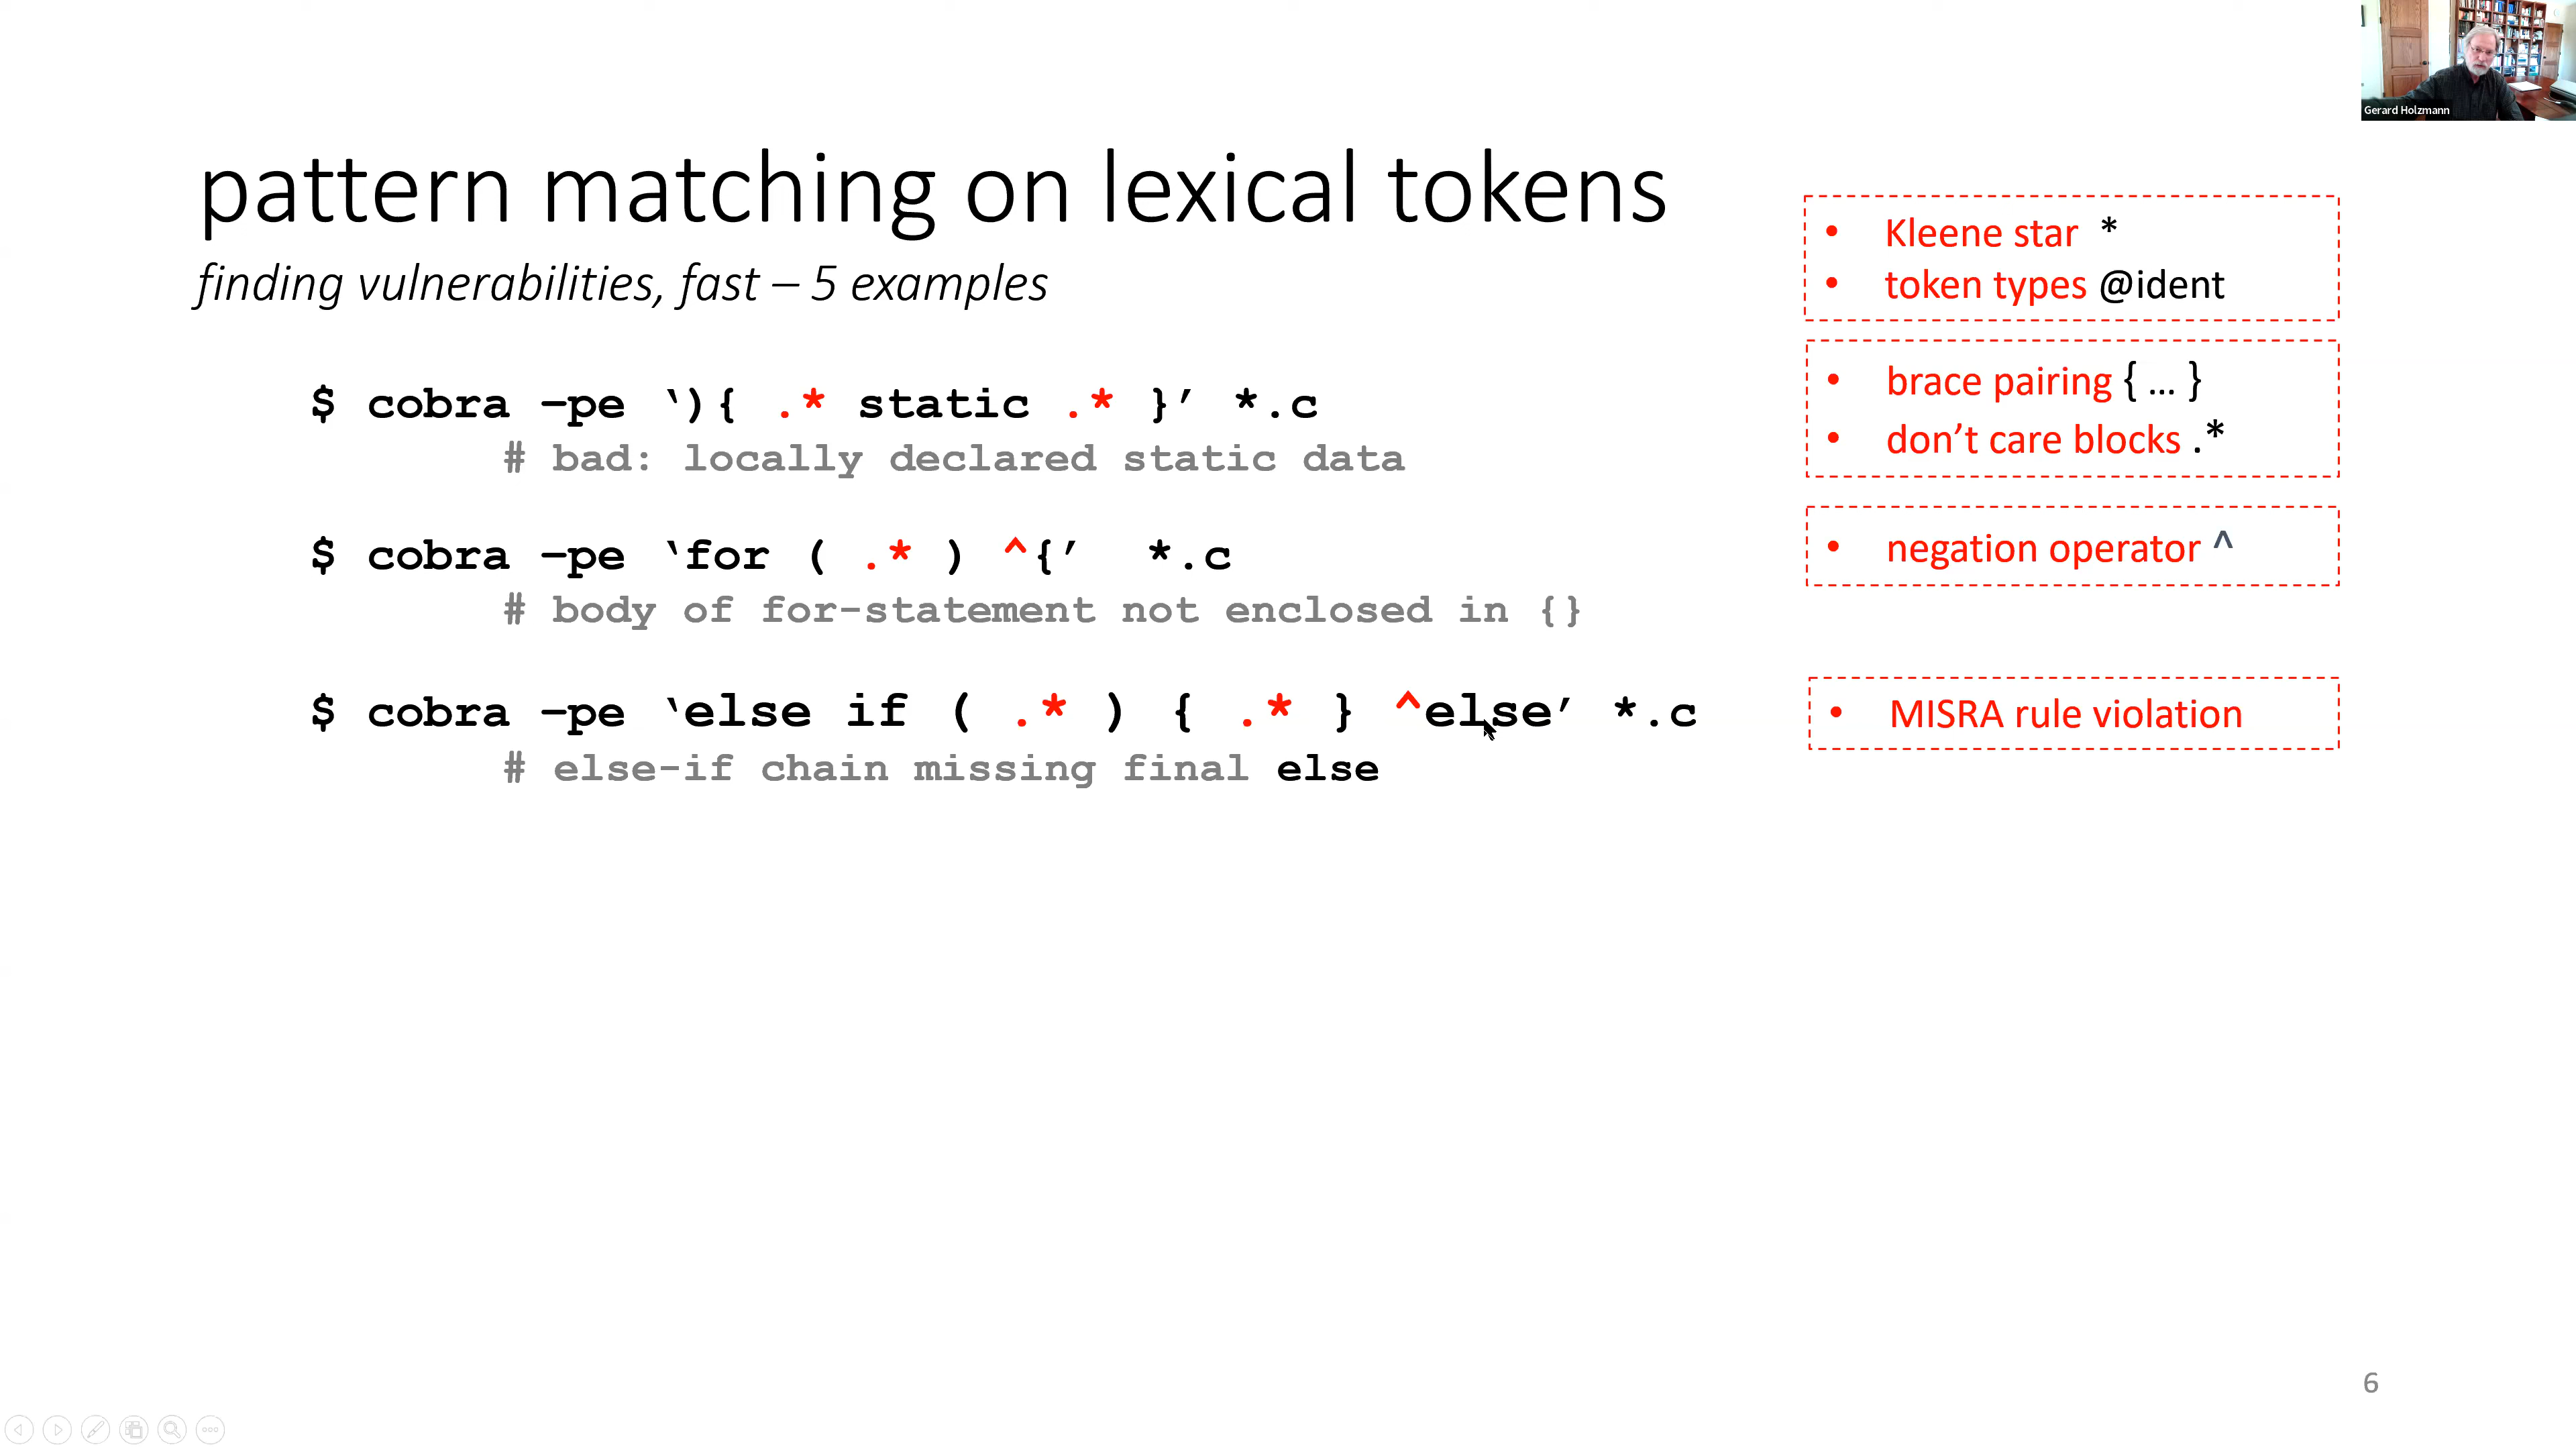 Gerard Holzmann
pattern matching on lexical tokens
finding vulnerabilities, fast – 5 examples
$ cobra –pe ‘){ .* static .* }’ *.c
# bad: locally declared static data
$ cobra –pe ‘for ( .* ) ^{’ *.c
# body of for-statement not enclosed in {}
$ cobra –pe ‘else if ( .* ) { .* } ^else’ *.c
# else-if chain missing final else
• Kleene star *
• token types @ident
• brace pairing { … }
• don’t care blocks .*
• negation operator ^
• MISRA rule violation
6